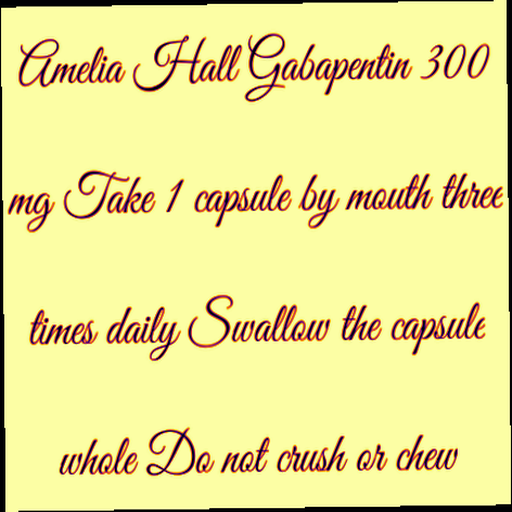 Amelia Hall Gabapentin 300
mg Take 1 capsule by mouth three
times daily Swallow the capsule
whole Do not crush or chew